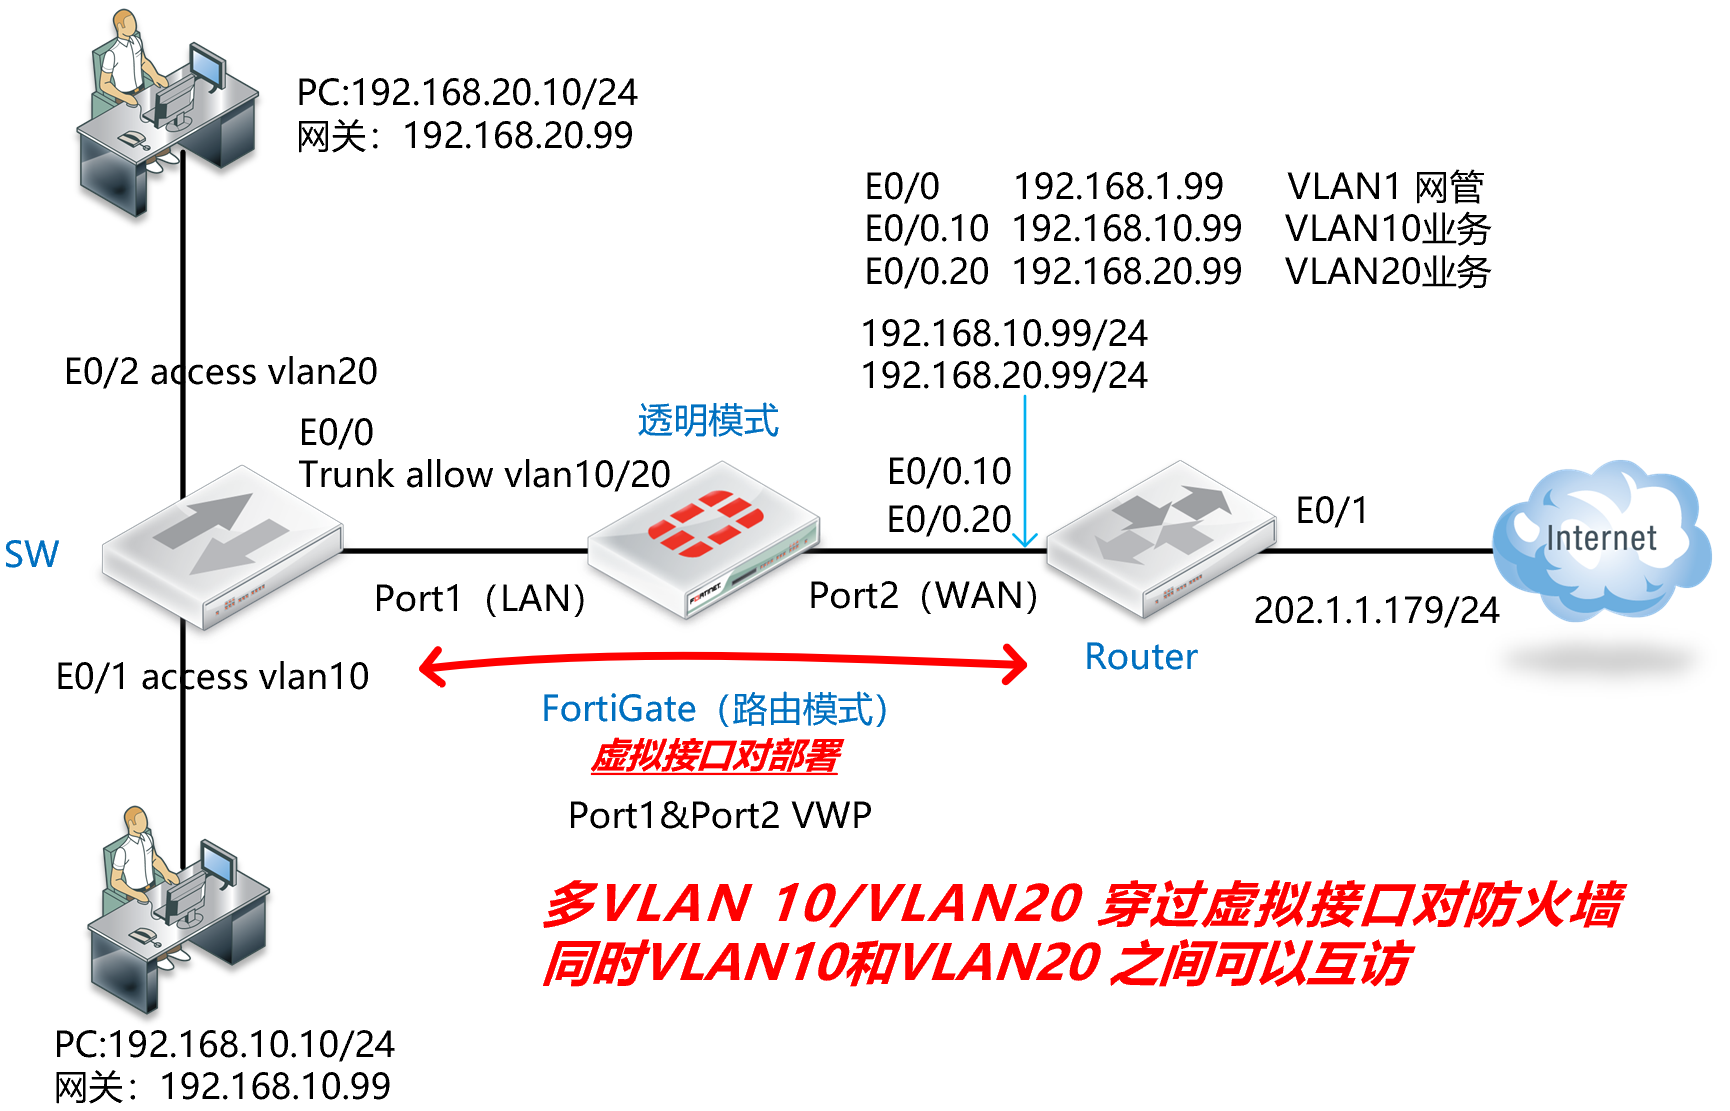 PC:192.168.20.10/24
网关：192.168.20.99
E0/0 192.168.1.99 VLAN1 网管
E0/0.10 192.168.10.99 VLAN10业务
E0/0.20 192.168.20.99 VLAN20业务
192.168.10.99/24
192.168.20.99/24
E0/2 access vlan20
E0/0
Trunk allow vlan10/20
透明模式
E0/0.10
E0/0.20
E0/1
Internet
SW
FORTINET
Port1（LAN）
Port2（WAN）
202.1.1.179/24
Router
E0/1 access vlan10
FortiGate（路由模式）
虚拟接口对部署
Port1&Port2 VWP
多VLAN 10/VLAN20 穿过虚拟接口对防火墙
同时VLAN10和VLAN20 之间可以互访
PC:192.168.10.10/24
网关：192.168.10.99